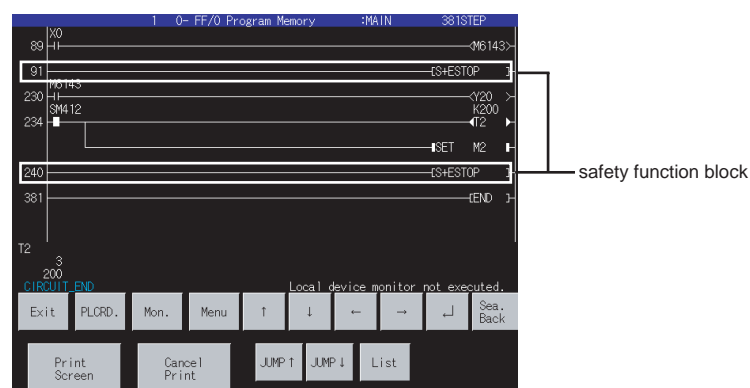 1 0- FF/0 Program Memory :MAIN 381STEP
X0
89 M6143
91 [S+ESTOP ]
M6143
230 Y20
SM412 K200
234 T2
SET M2
240 [S+ESTOP ]
safety function block
381 [END ]
T2
3
200
CIRCUIT_END Local device monitor not executed.
Exit PLCRD. Mon. Menu ↑ ↓ ← → ↵ Sea. Back
Print Screen Cancel Print JUMP↑ JUMP↓ List